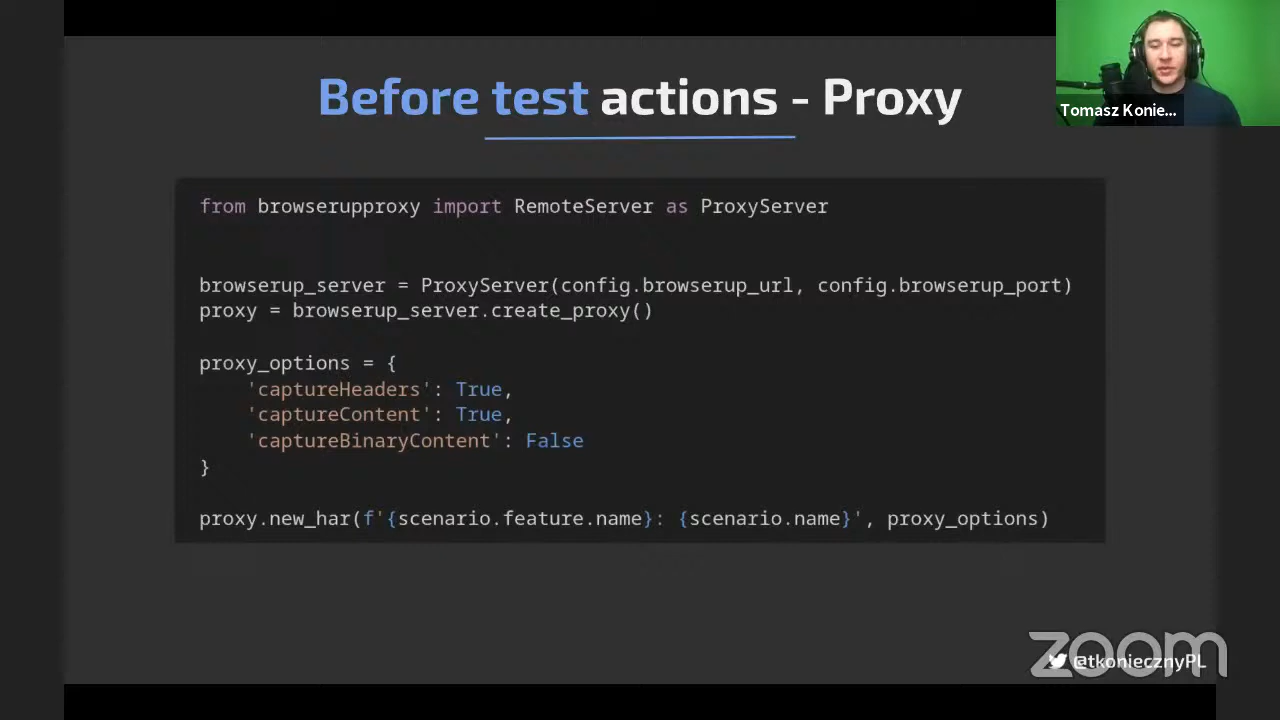 Before test actions - Proxy
Tomasz Konie...
from browserupproxy import RemoteServer as ProxyServer
browserup_server = ProxyServer(config.browserup_url, config.browserup_port)
proxy = browserup_server.create_proxy()
proxy_options = {
    'captureHeaders': True,
    'captureContent': True,
    'captureBinaryContent': False
}
proxy.new_har(f'{scenario.feature.name}: {scenario.name}', proxy_options)
zoom
@tkoniecznyPL